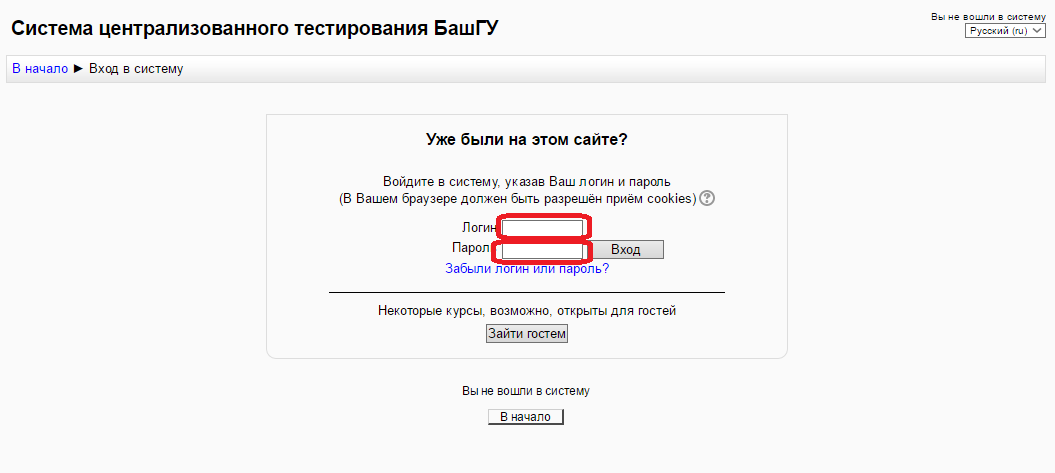 Система централизованного тестирования БашГУ
Вы не вошли в систему
Русский (ru)
В начало ► Вход в систему
Уже были на этом сайте?
Войдите в систему, указав Ваш логин и пароль
(В Вашем браузере должен быть разрешён приём cookies) ?
Логин
Парол
Вход
Забыли логин или пароль?
Некоторые курсы, возможно, открыты для гостей
Зайти гостем
Вы не вошли в систему
В начало